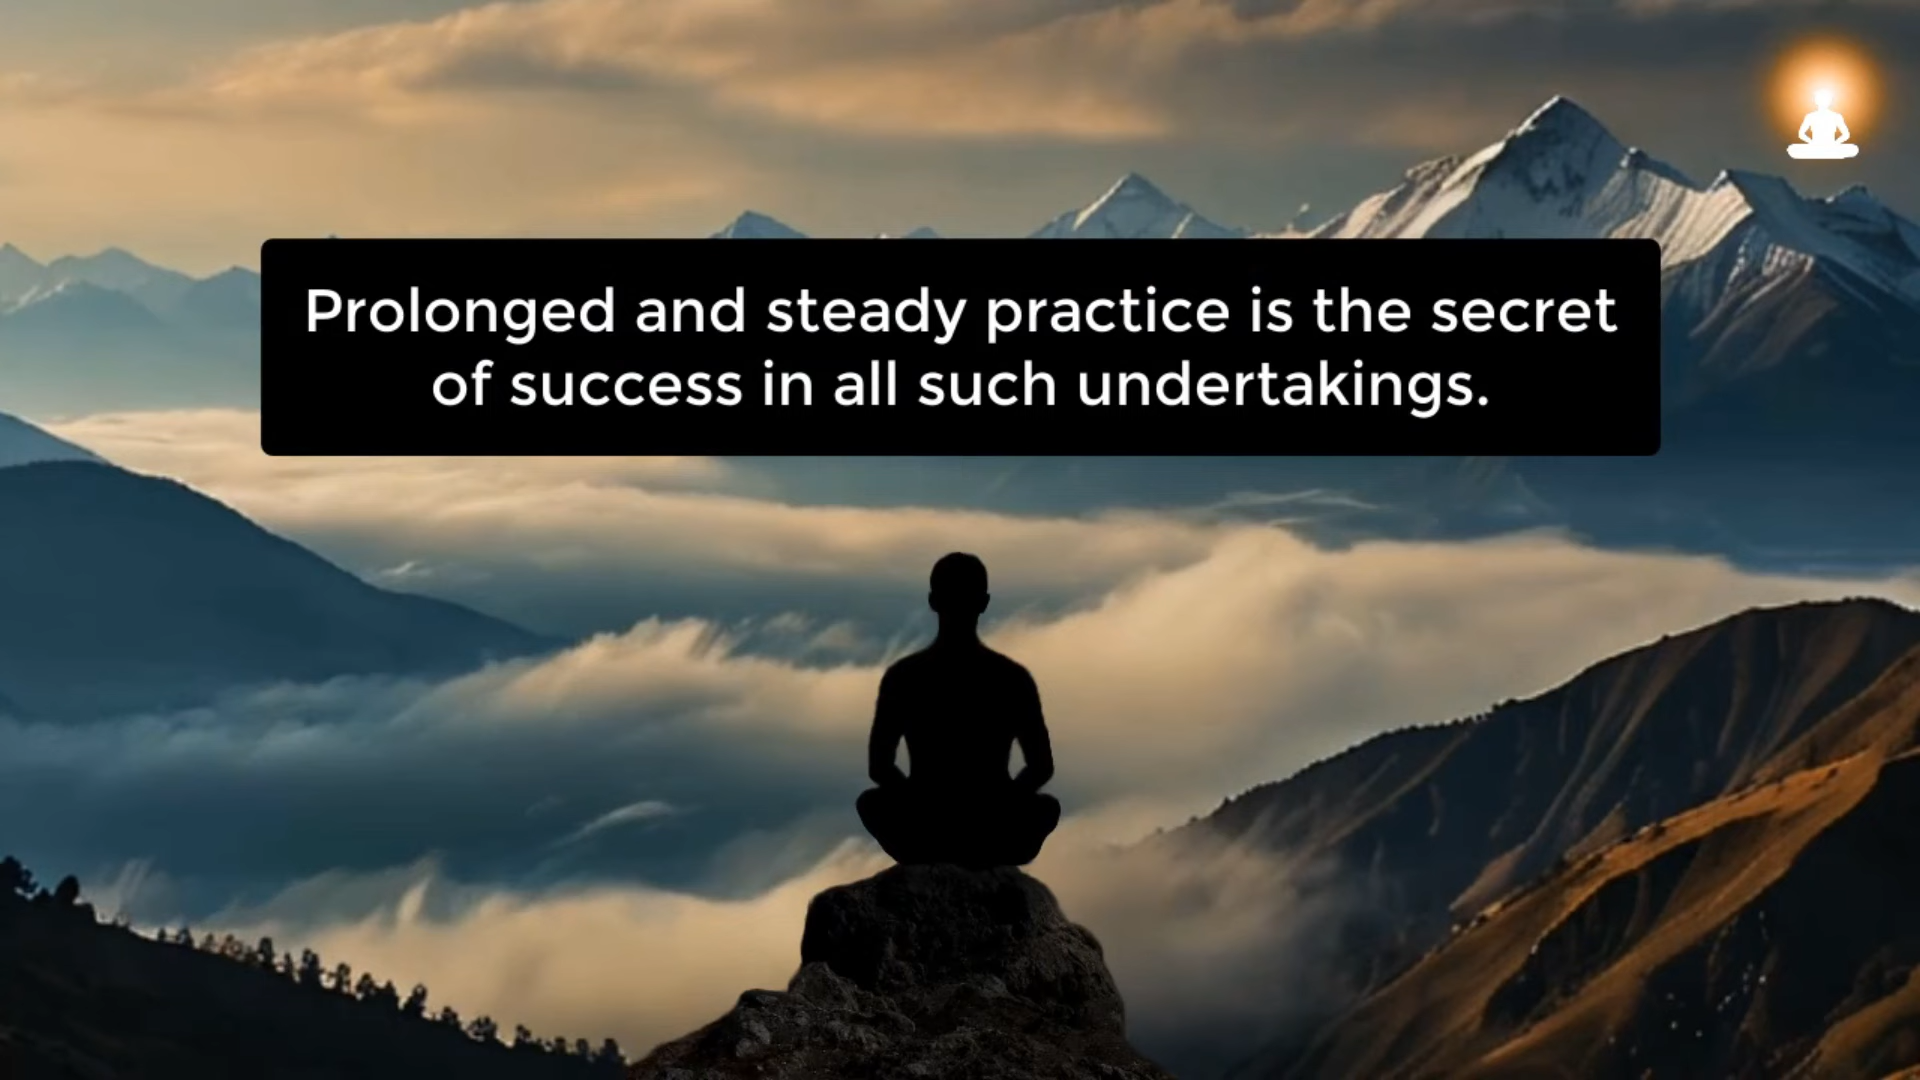 Prolonged and steady practice is the secret
of success in all such undertakings.